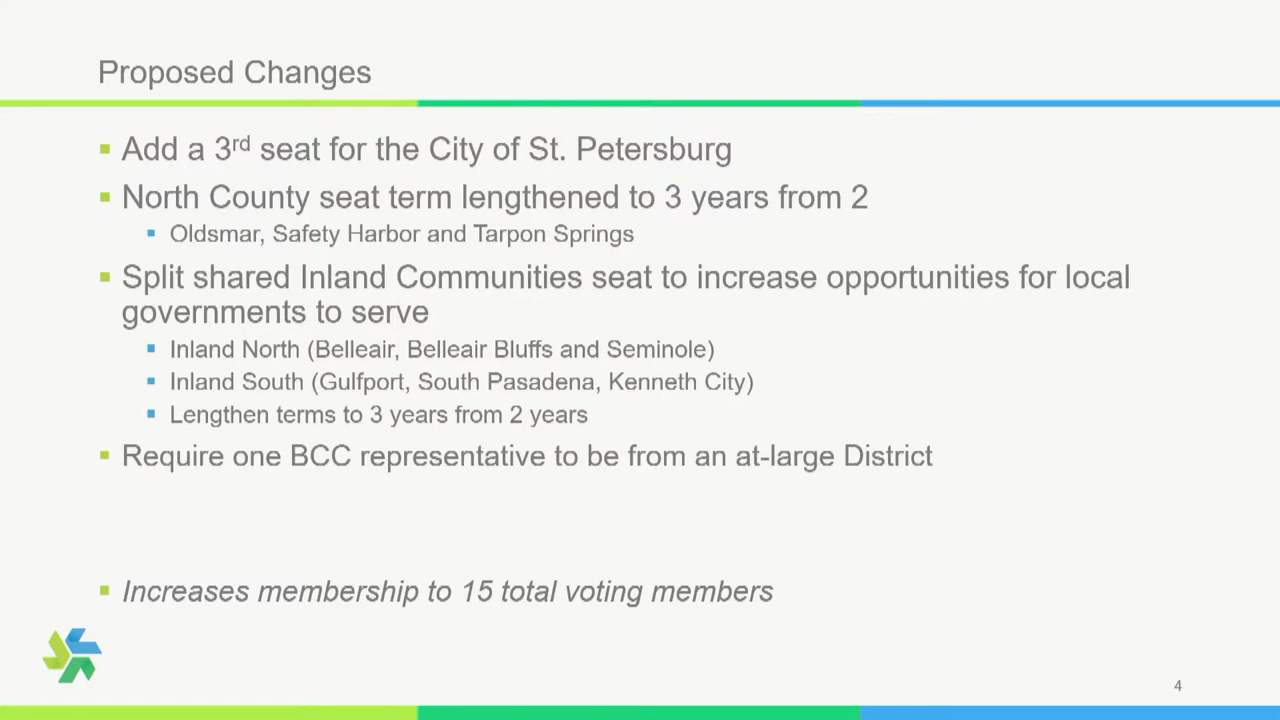 Proposed Changes
Add a 3rd seat for the City of St. Petersburg
North County seat term lengthened to 3 years from 2
Oldsmar, Safety Harbor and Tarpon Springs
Split shared Inland Communities seat to increase opportunities for local
governments to serve
Inland North (Belleair, Belleair Bluffs and Seminole)
Inland South (Gulfport, South Pasadena, Kenneth City)
Lengthen terms to 3 years from 2 years
Require one BCC representative to be from an at-large District
Increases membership to 15 total voting members
4